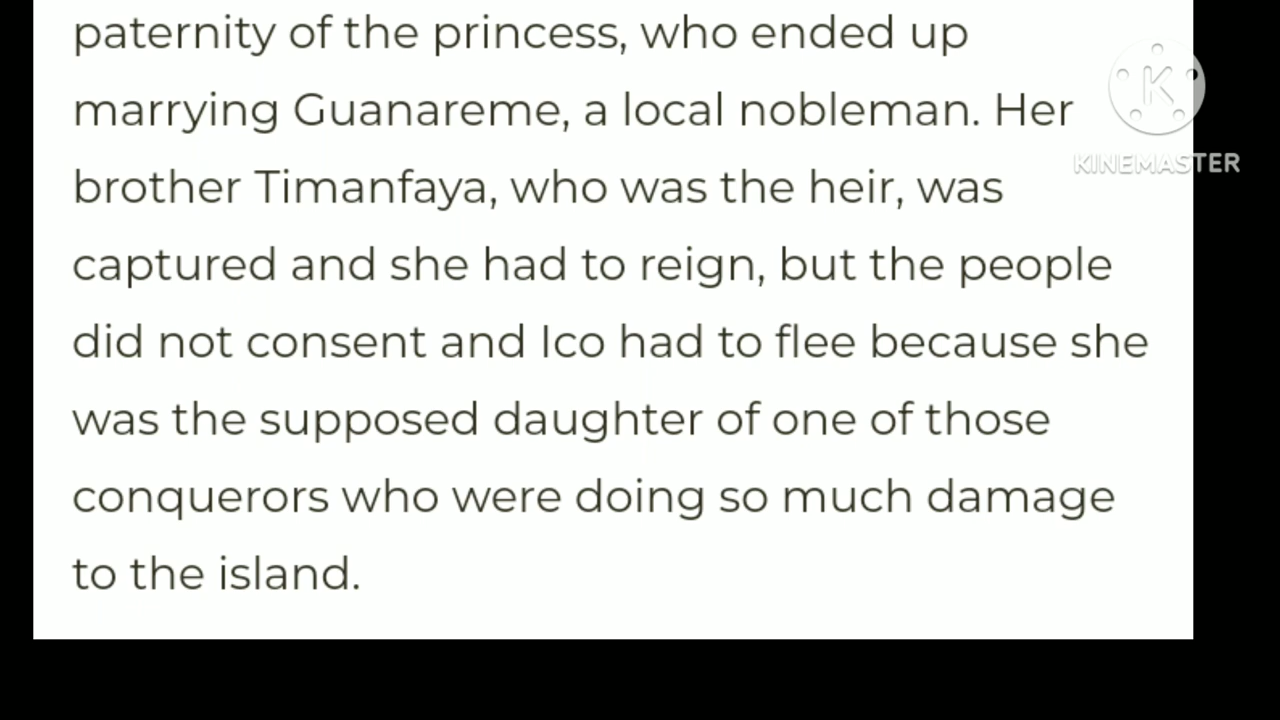 paternity of the princess, who ended up
marrying Guanareme, a local nobleman. Her
brother Timanfaya, who was the heir, was
captured and she had to reign, but the people
did not consent and Ico had to flee because she
was the supposed daughter of one of those
conquerors who were doing so much damage
to the island.
K
KINEMASTER